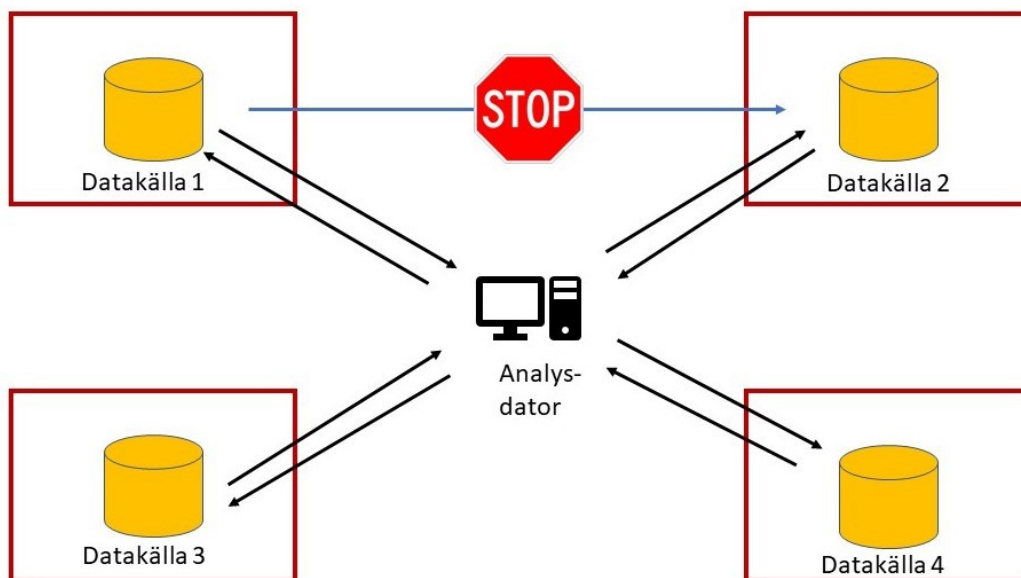 STOP
Datakälla 1
Datakälla 2
Analys-
dator
Datakälla 3
Datakälla 4